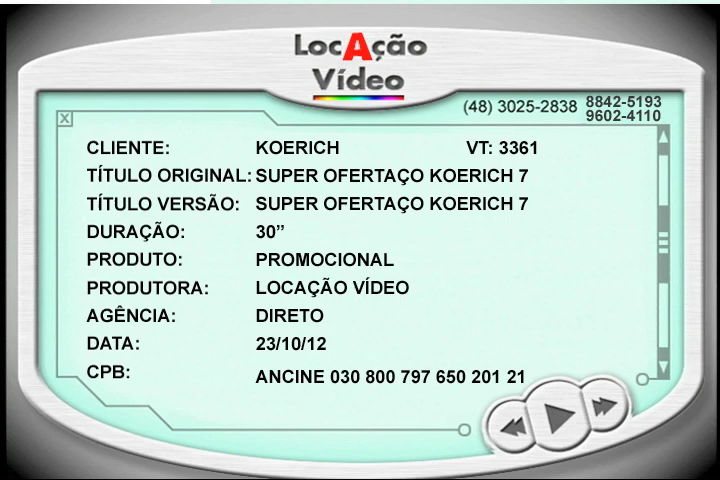 LocAção
Vídeo
(48) 3025-2838 8842-5193
9602-4110
X
CLIENTE: KOERICH VT: 3361
TÍTULO ORIGINAL: SUPER OFERTAÇO KOERICH 7
TÍTULO VERSÃO: SUPER OFERTAÇO KOERICH 7
DURAÇÃO: 30”
PRODUTO: PROMOCIONAL
PRODUTORA: LOCAÇÃO VÍDEO
AGÊNCIA: DIRETO
DATA: 23/10/12
CPB: ANCINE 030 800 797 650 201 21